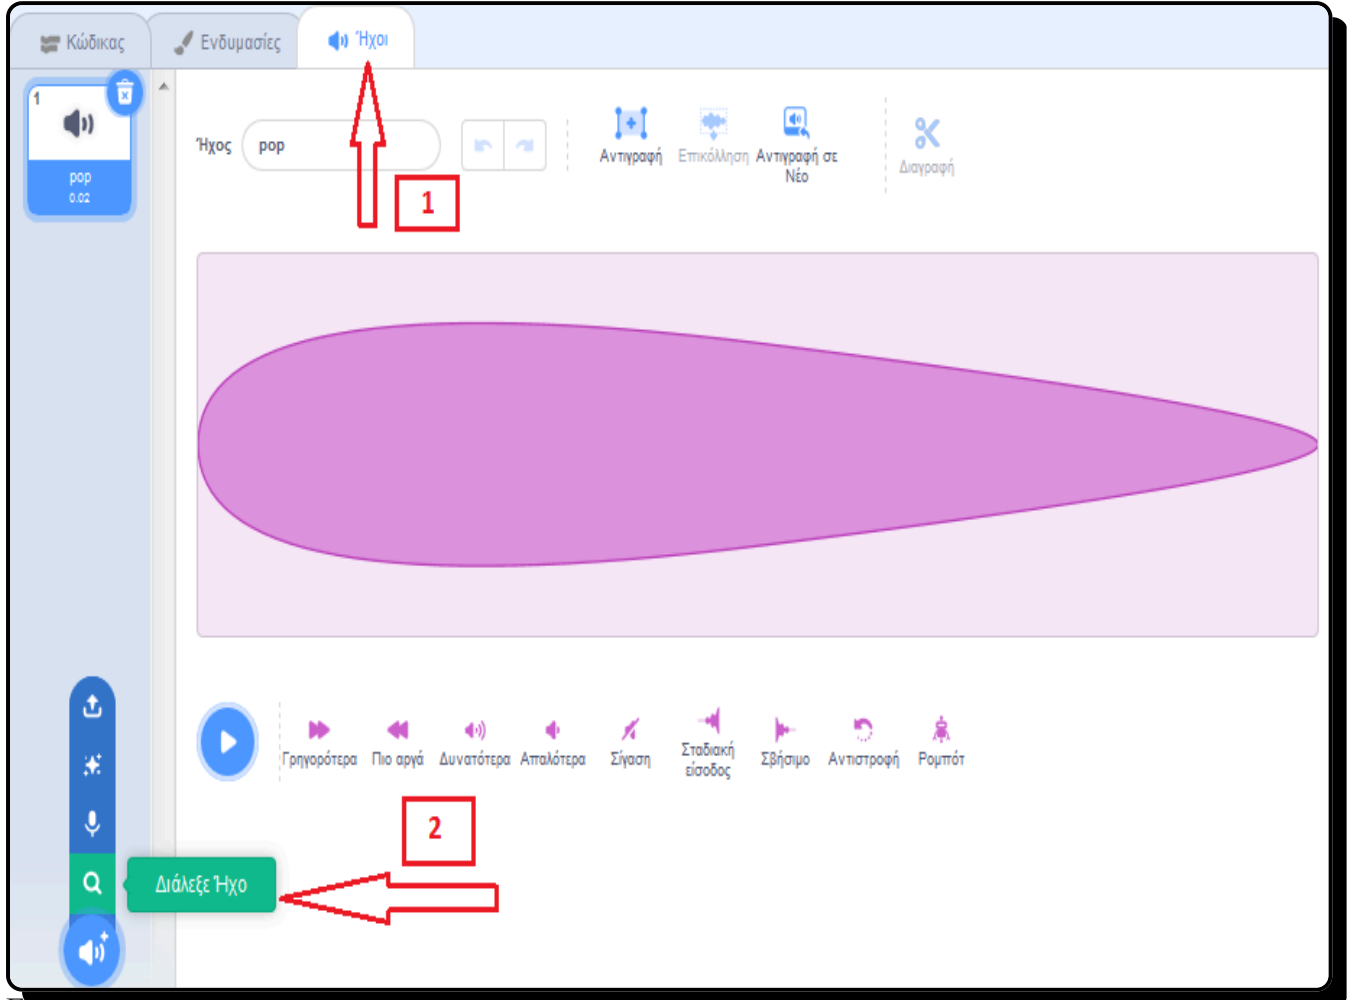 Κώδικας
Ενδυμασίες
Ήχοι
1
pop
0.02
Ήχος
pop
Αντιγραφή
Επικόλληση
Αντιγραφή σε
Νέο
Διαγραφή
1
Γρηγορότερα
Πιο αργά
Δυνατότερα
Απαλότερα
Σίγαση
Σταδιακή
είσοδος
Σβήσιμο
Αντιστροφή
Ρομπότ
2
Διάλεξε Ήχο